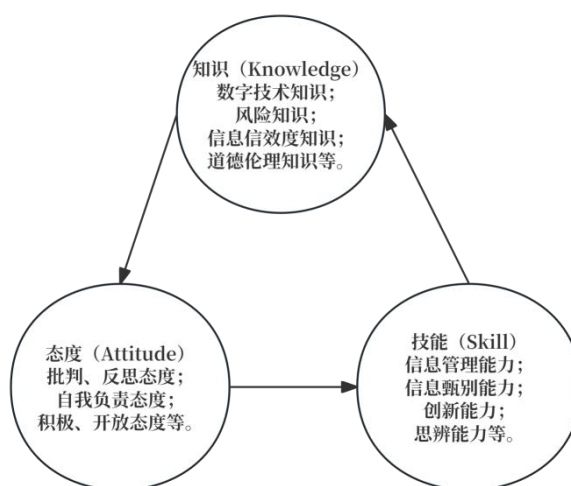 知识（Knowledge）
数字技术知识；
风险知识；
信息信效度知识；
道德伦理知识等。
态度（Attitude）
批判、反思态度；
自我负责态度；
积极、开放态度等。
技能（Skill）
信息管理能力；
信息甄别能力；
创新能力；
思辨能力等。